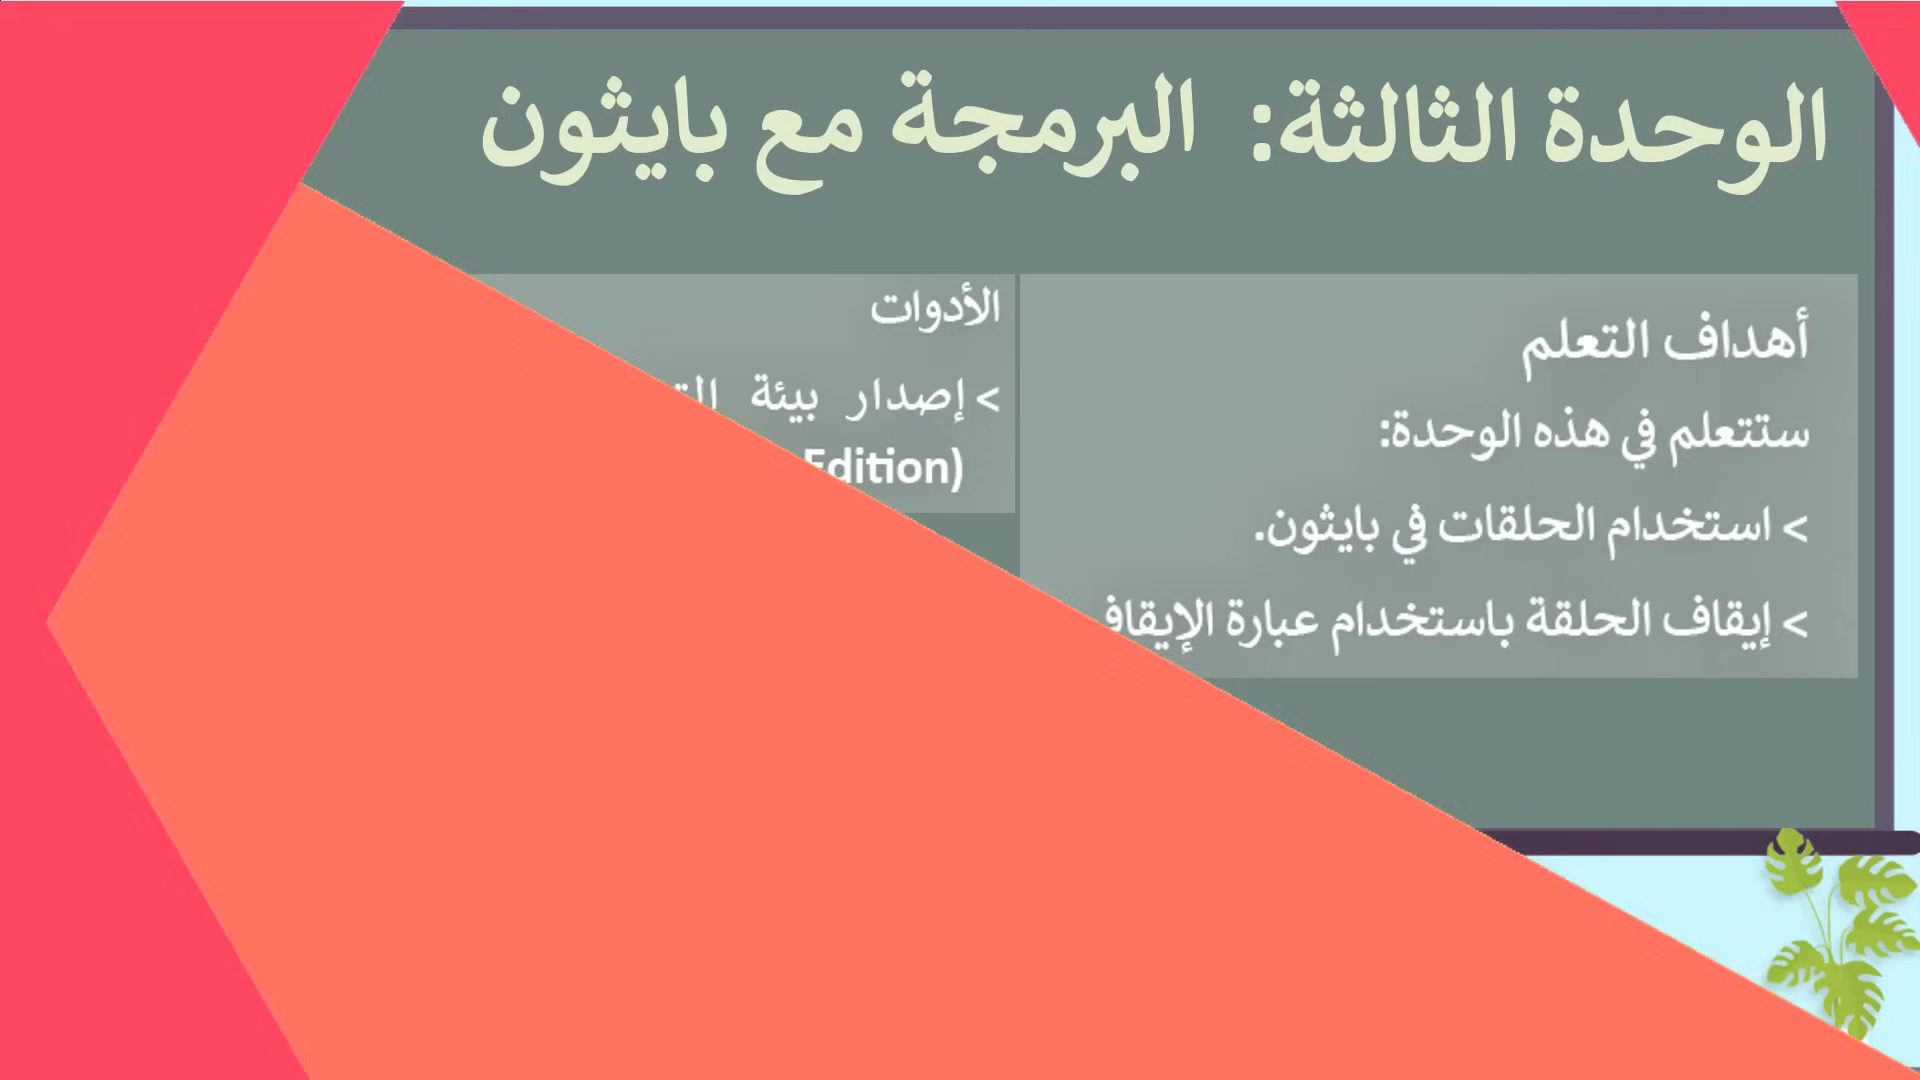 الوحدة الثالثة: البرمجة مع بايثون
أهداف التعلم
ستتعلم في هذه الوحدة:
> استخدام الحلقات في بايثون.
> إيقاف الحلقة باستخدام عبارة
الأدوات
> إصدار بيئة
Edition)